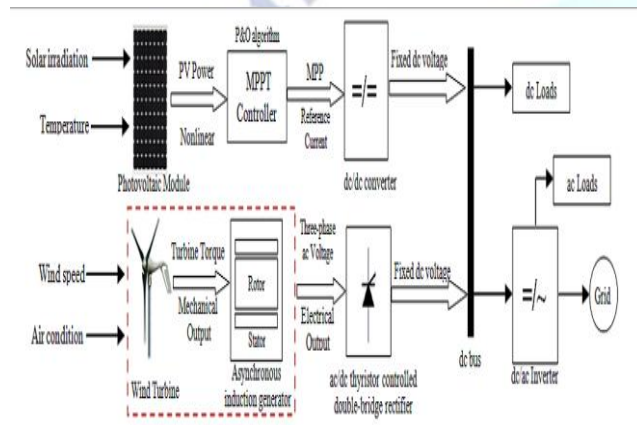 P&O algorithm
Solar irradiation
Temperature
Photovoltaic Module
PV Power
Nonlinear
MPPT
Controller
MPP
Reference
Current
=/=
dc/dc converter
Fixed dc voltage
dc Loads
ac Loads
Wind speed
Air condition
Wind Turbine
Turbine Torque
Mechanical
Output
Rotor
Stator
Asynchronous
induction generator
Three-phase
ac Voltage
Electrical
Output
ac/dc thyristor controlled
double-bridge rectifier
Fixed dc voltage
dc bus
=/~
dc/ac Inverter
Grid